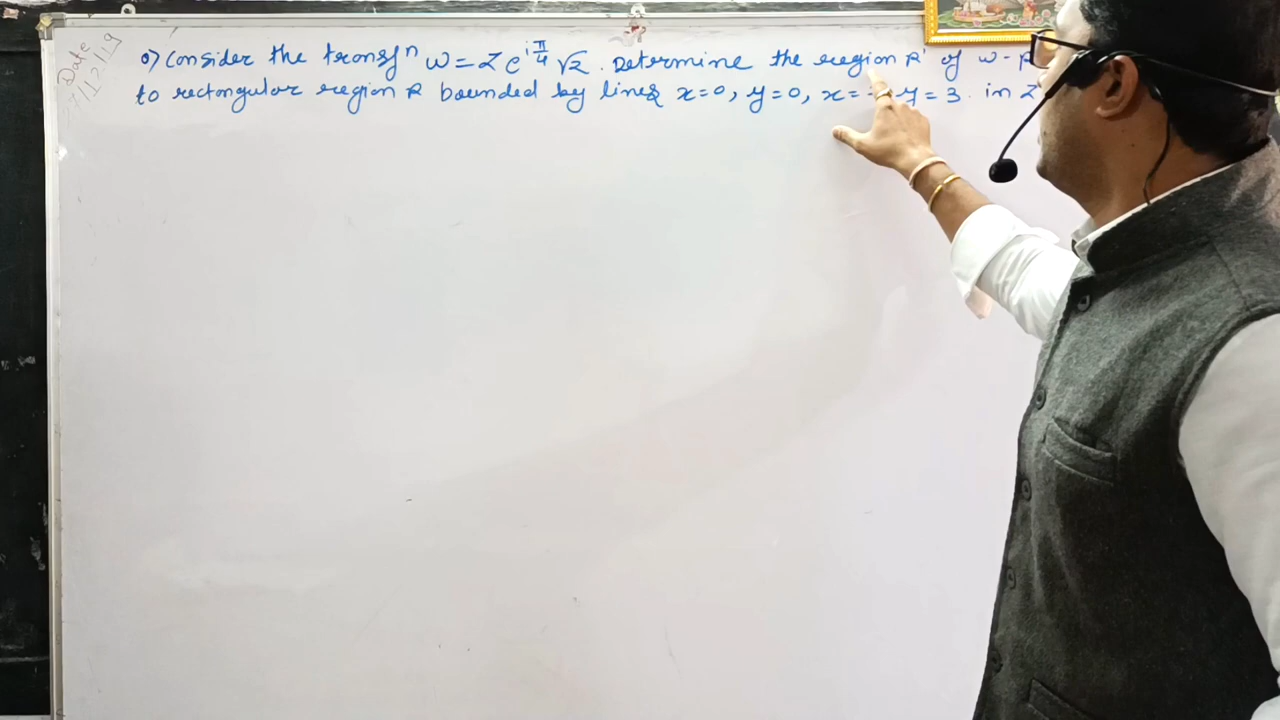 Date
7/12/19
Q) Consider the transfⁿ w = z e^{iπ/4} √2 . Determine the region R' of w-
to rectangular region R bounded by lines x=0, y=0, x= y=3. in Z